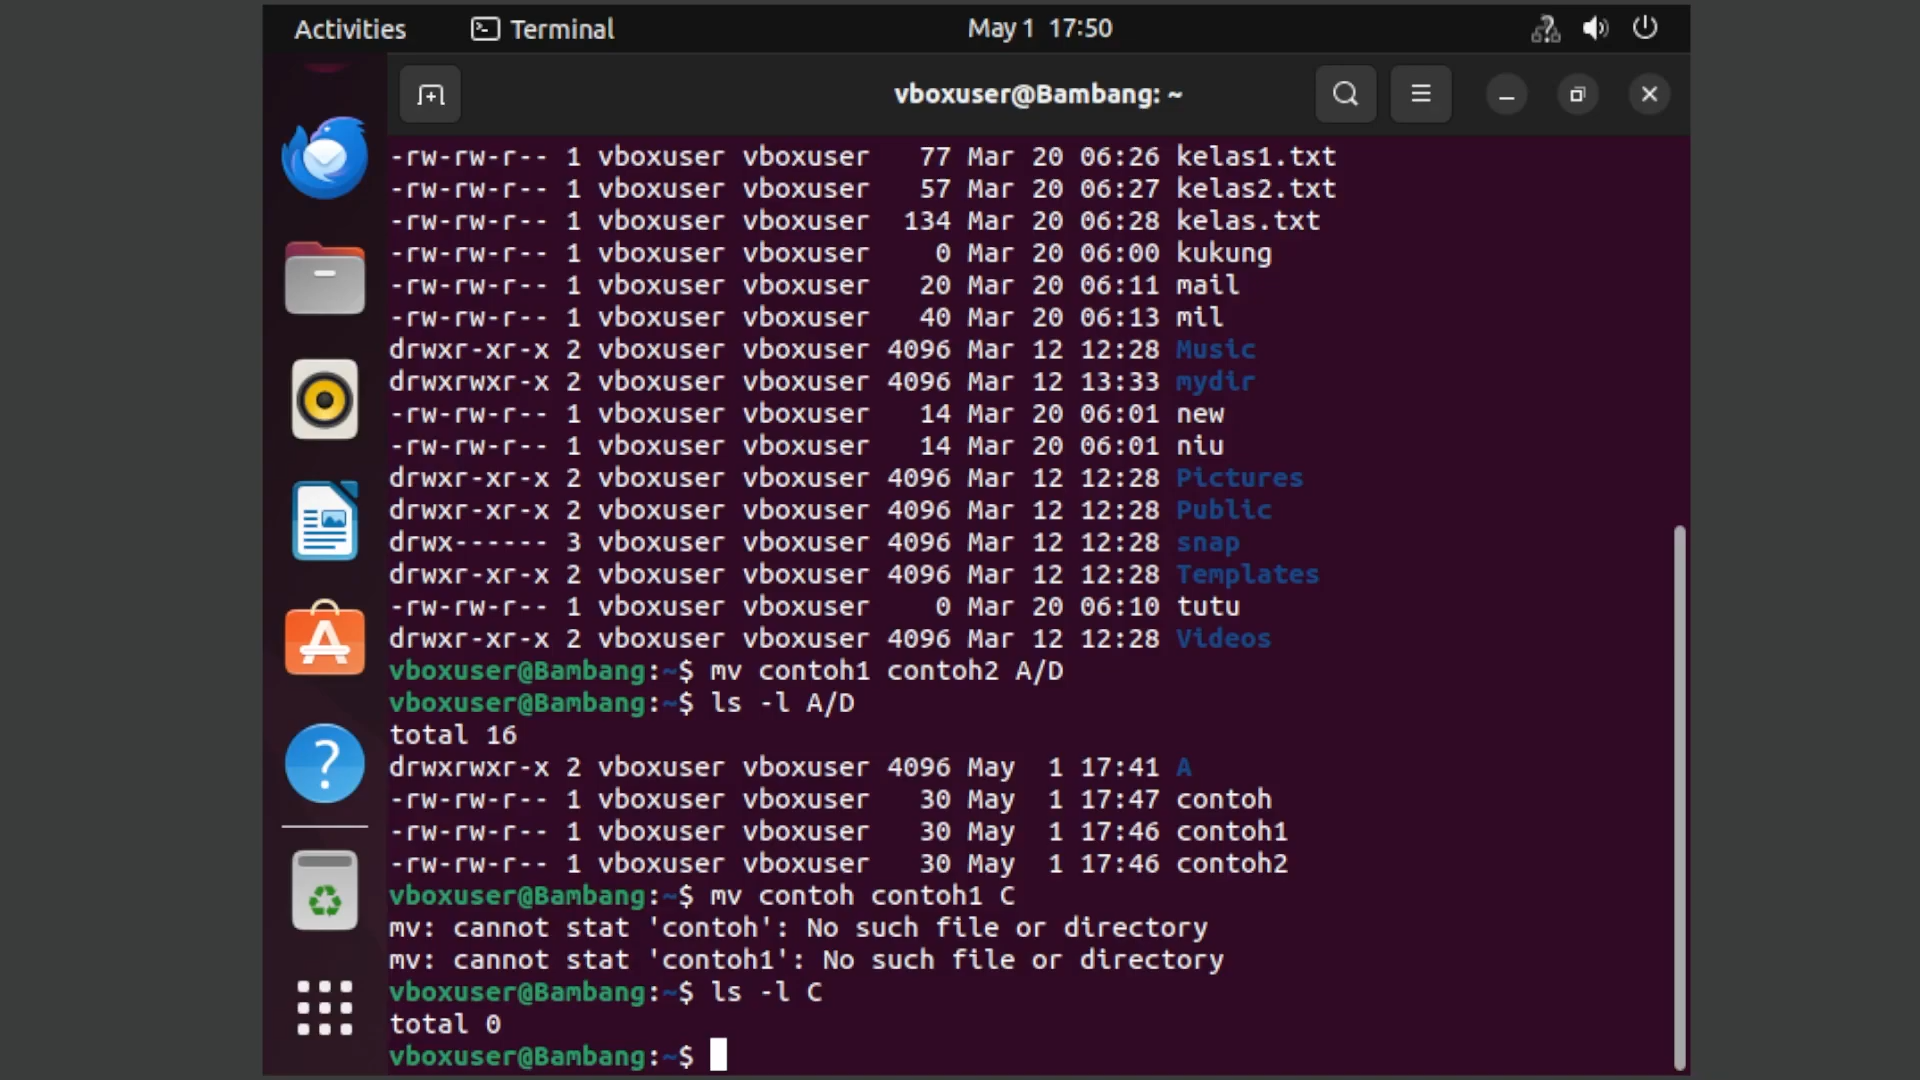 Activities Terminal May 1 17:50
vboxuser@Bambang: ~
-rw-rw-r-- 1 vboxuser vboxuser   77 Mar 20 06:26 kelas1.txt
-rw-rw-r-- 1 vboxuser vboxuser   57 Mar 20 06:27 kelas2.txt
-rw-rw-r-- 1 vboxuser vboxuser  134 Mar 20 06:28 kelas.txt
-rw-rw-r-- 1 vboxuser vboxuser    0 Mar 20 06:00 kukung
-rw-rw-r-- 1 vboxuser vboxuser   20 Mar 20 06:11 mail
-rw-rw-r-- 1 vboxuser vboxuser   40 Mar 20 06:13 mil
drwxr-xr-x 2 vboxuser vboxuser 4096 Mar 12 12:28 Music
drwxrwxr-x 2 vboxuser vboxuser 4096 Mar 12 13:33 mydir
-rw-rw-r-- 1 vboxuser vboxuser   14 Mar 20 06:01 new
-rw-rw-r-- 1 vboxuser vboxuser   14 Mar 20 06:01 niu
drwxr-xr-x 2 vboxuser vboxuser 4096 Mar 12 12:28 Pictures
drwxr-xr-x 2 vboxuser vboxuser 4096 Mar 12 12:28 Public
drwx------ 3 vboxuser vboxuser 4096 Mar 12 12:28 snap
drwxr-xr-x 2 vboxuser vboxuser 4096 Mar 12 12:28 Templates
-rw-rw-r-- 1 vboxuser vboxuser    0 Mar 20 06:10 tutu
drwxr-xr-x 2 vboxuser vboxuser 4096 Mar 12 12:28 Videos
vboxuser@Bambang:~$ mv contoh1 contoh2 A/D
vboxuser@Bambang:~$ ls -l A/D
total 16
drwxrwxr-x 2 vboxuser vboxuser 4096 May  1 17:41 A
-rw-rw-r-- 1 vboxuser vboxuser   30 May  1 17:47 contoh
-rw-rw-r-- 1 vboxuser vboxuser   30 May  1 17:46 contoh1
-rw-rw-r-- 1 vboxuser vboxuser   30 May  1 17:46 contoh2
vboxuser@Bambang:~$ mv contoh contoh1 C
mv: cannot stat 'contoh': No such file or directory
mv: cannot stat 'contoh1': No such file or directory
vboxuser@Bambang:~$ ls -l C
total 0
vboxuser@Bambang:~$